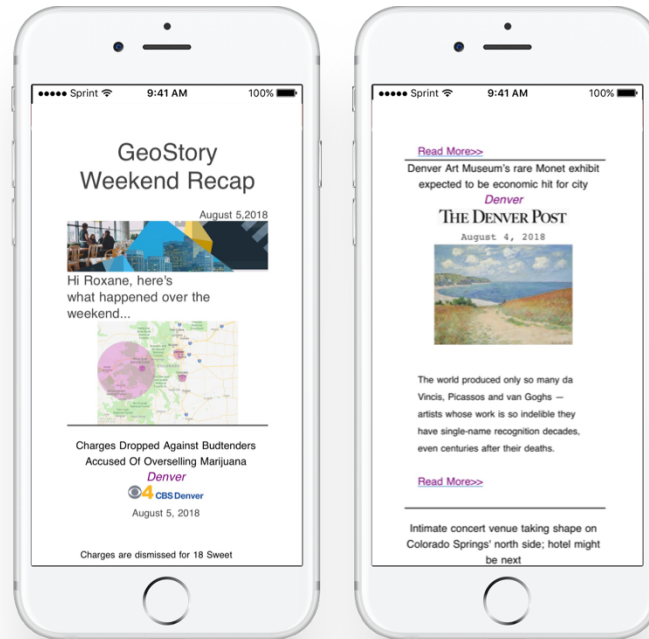 Sprint 9:41 AM 100%
GeoStory
Weekend Recap
August 5,2018
Hi Roxane, here's
what happened over the
weekend...
Charges Dropped Against Budtenders
Accused Of Overselling Marijuana
Denver
4 CBS Denver
August 5, 2018
Charges are dismissed for 18 Sweet
Sprint 9:41 AM 100%
Read More>>
Denver Art Museum's rare Monet exhibit
expected to be economic hit for city
Denver
THE DENVER POST
August 4, 2018
The world produced only so many da
Vincis, Picassos and van Goghs —
artists whose work is so indelible they
have single-name recognition decades,
even centuries after their deaths.
Read More>>
Intimate concert venue taking shape on
Colorado Springs' north side; hotel might
be next